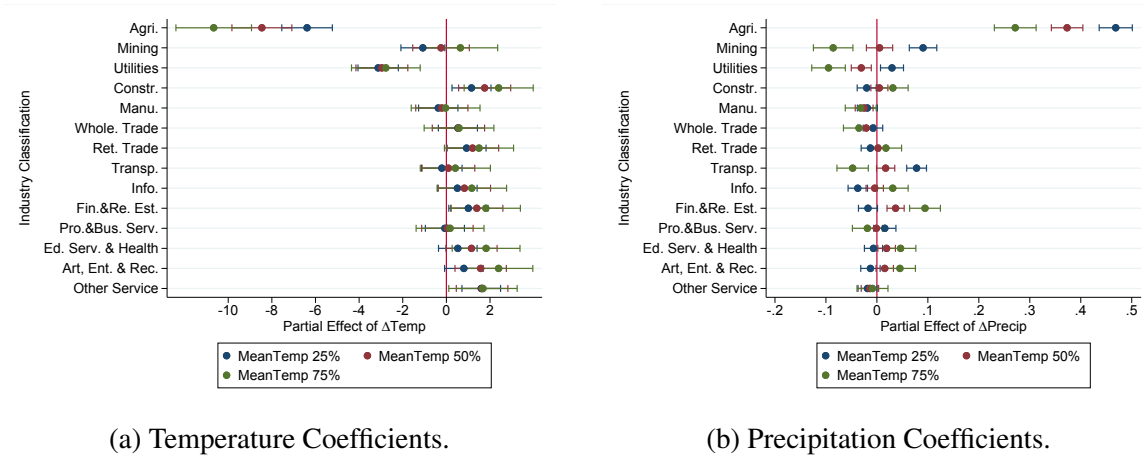 Industry Classification
Agri.
Mining
Utilities
Constr.
Manu.
Whole. Trade
Ret. Trade
Transp.
Info.
Fin.&Re. Est.
Pro.&Bus. Serv.
Ed. Serv. & Health
Art, Ent. & Rec.
Other Service
-10 -8 -6 -4 -2 0 2
Partial Effect of ΔTemp
MeanTemp 25% MeanTemp 50%
MeanTemp 75%
(a) Temperature Coefficients.
Industry Classification
Agri.
Mining
Utilities
Constr.
Manu.
Whole. Trade
Ret. Trade
Transp.
Info.
Fin.&Re. Est.
Pro.&Bus. Serv.
Ed. Serv. & Health
Art, Ent. & Rec.
Other Service
-.2 -.1 0 .1 .2 .3 .4 .5
Partial Effect of ΔPrecip
MeanTemp 25% MeanTemp 50%
MeanTemp 75%
(b) Precipitation Coefficients.